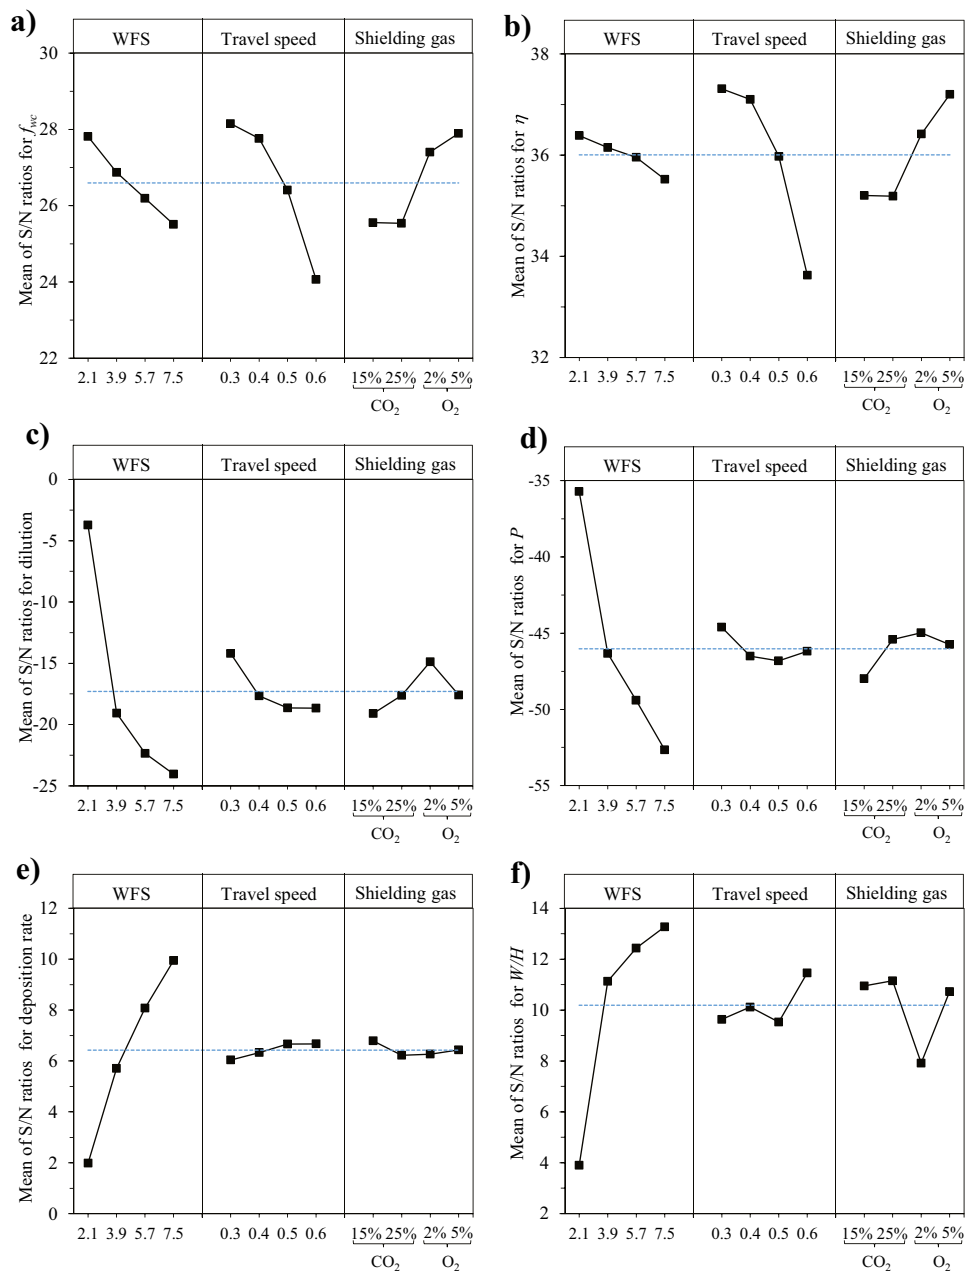 a)
WFS Travel speed Shielding gas
Mean of S/N ratios for f_wc
30
28
26
24
22
2.1 3.9 5.7 7.5 0.3 0.4 0.5 0.6 15% 25% 2% 5%
CO₂ O₂
b)
WFS Travel speed Shielding gas
Mean of S/N ratios for η
38
36
34
32
2.1 3.9 5.7 7.5 0.3 0.4 0.5 0.6 15% 25% 2% 5%
CO₂ O₂
c)
WFS Travel speed Shielding gas
Mean of S/N ratios for dilution
0
-5
-10
-15
-20
-25
2.1 3.9 5.7 7.5 0.3 0.4 0.5 0.6 15% 25% 2% 5%
CO₂ O₂
d)
WFS Travel speed Shielding gas
Mean of S/N ratios for P
-35
-40
-45
-50
-55
2.1 3.9 5.7 7.5 0.3 0.4 0.5 0.6 15% 25% 2% 5%
CO₂ O₂
e)
WFS Travel speed Shielding gas
Mean of S/N ratios for deposition rate
12
10
8
6
4
2
0
2.1 3.9 5.7 7.5 0.3 0.4 0.5 0.6 15% 25% 2% 5%
CO₂ O₂
f)
WFS Travel speed Shielding gas
Mean of S/N ratios for W/H
14
12
10
8
6
4
2
2.1 3.9 5.7 7.5 0.3 0.4 0.5 0.6 15% 25% 2% 5%
CO₂ O₂